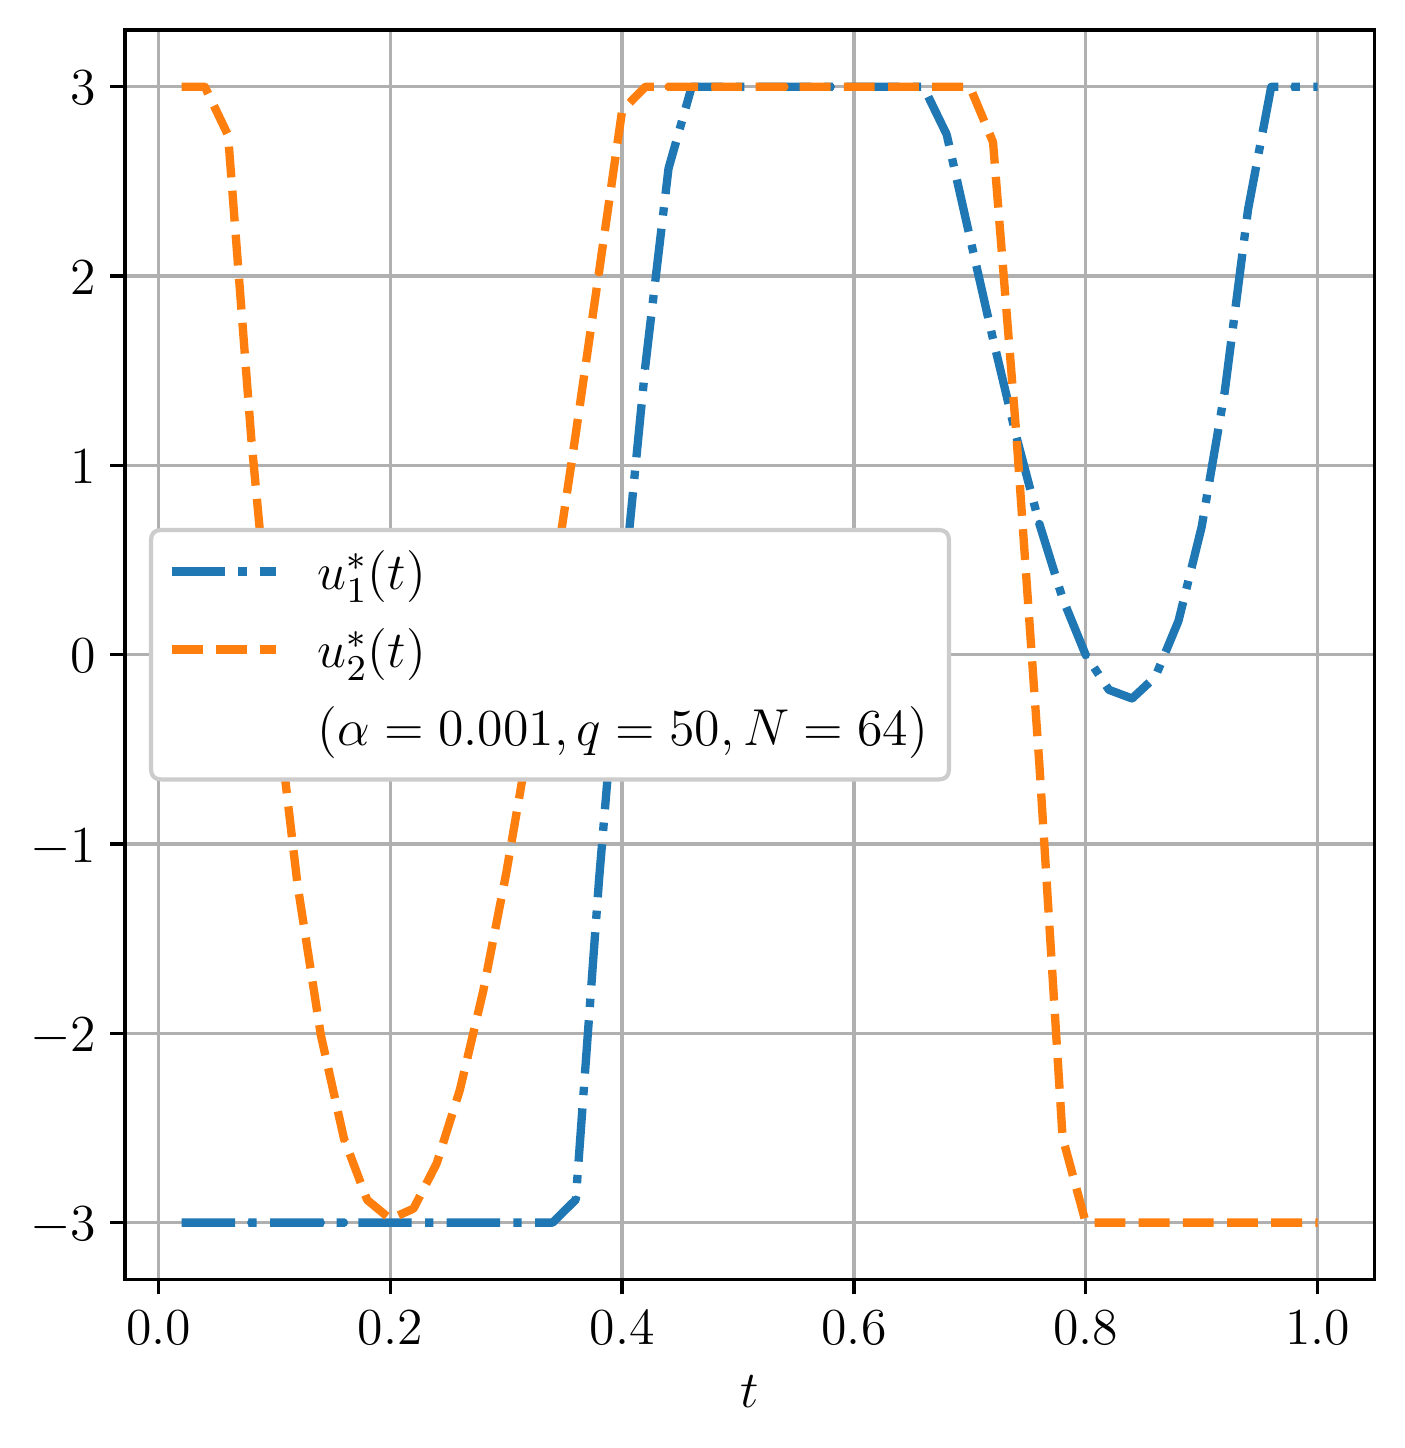 3
2
1
0
−1
−2
−3
u₁*(t)
u₂*(t)
(α = 0.001, q = 50, N = 64)
0.0 0.2 0.4 0.6 0.8 1.0
t